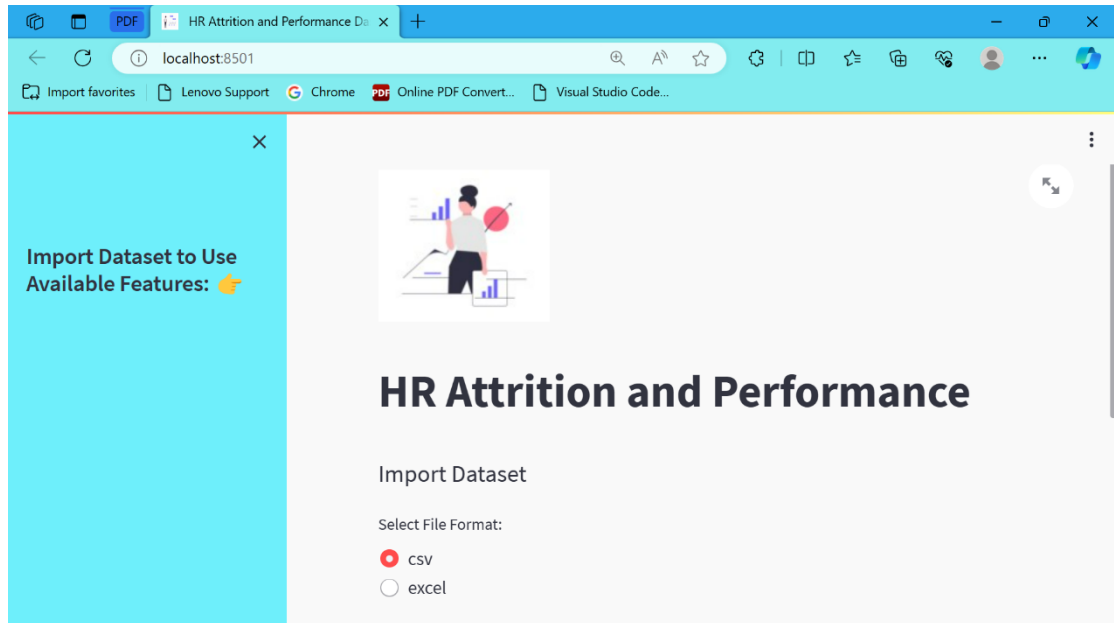 PDF
HR Attrition and Performance Da
localhost:8501
Import favorites
Lenovo Support
Chrome
Online PDF Convert...
Visual Studio Code...
Import Dataset to Use
Available Features: 👉
HR Attrition and Performance
Import Dataset
Select File Format:
csv
excel